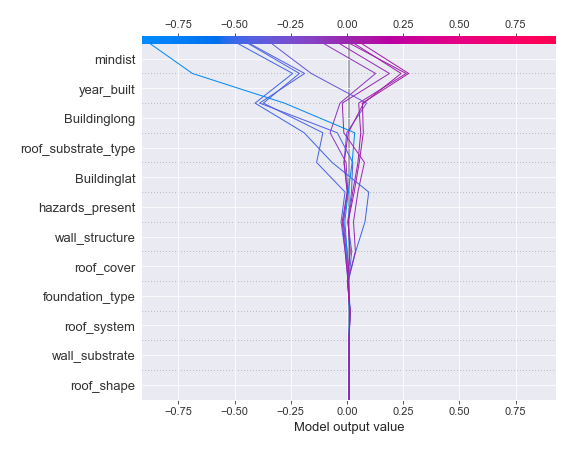 −0.75 −0.50 −0.25 0.00 0.25 0.50 0.75
mindist
year_built
Buildinglong
roof_substrate_type
Buildinglat
hazards_present
wall_structure
roof_cover
foundation_type
roof_system
wall_substrate
roof_shape
−0.75 −0.50 −0.25 0.00 0.25 0.50 0.75
Model output value